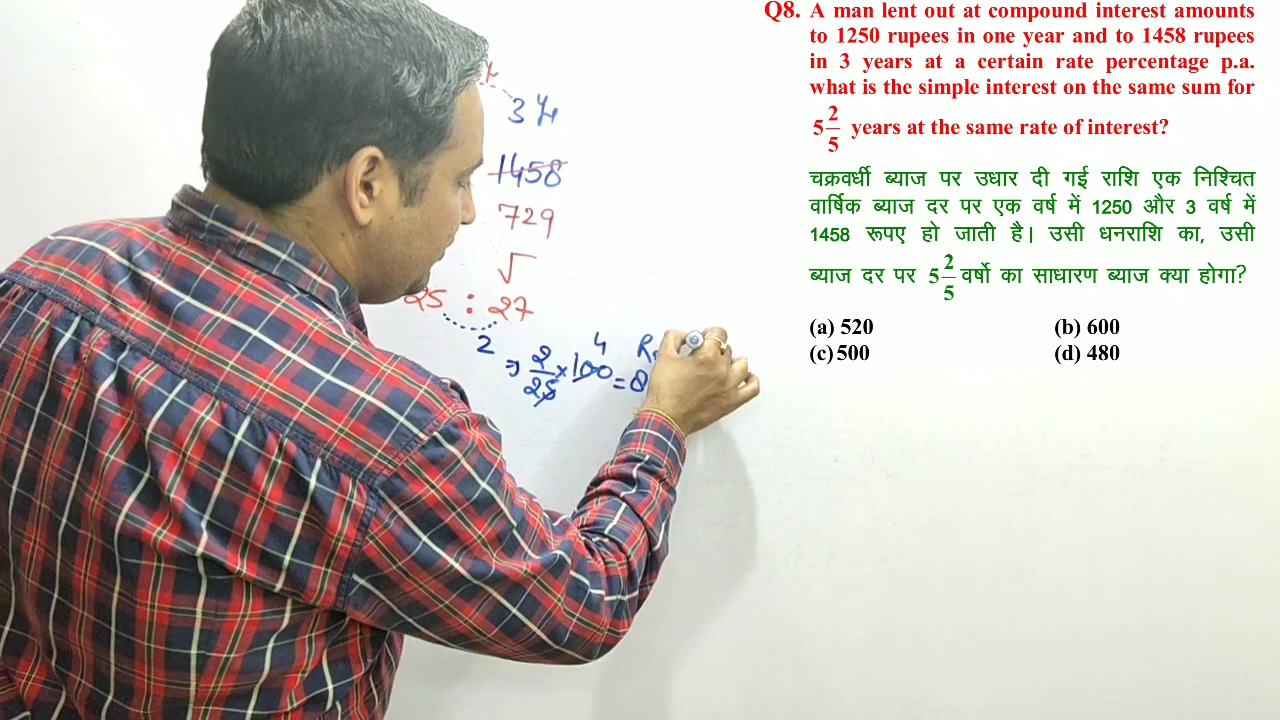 3 Yr
1458
729
√
25 : 27
2
⇒ 2/25 × 100 = 8
4
Q8. A man lent out at compound interest amounts
to 1250 rupees in one year and to 1458 rupees
in 3 years at a certain rate percentage p.a.
what is the simple interest on the same sum for
5 2/5 years at the same rate of interest?
चक्रवर्धी ब्याज पर उधार दी गई राशि एक निश्चित
वार्षिक ब्याज दर पर एक वर्ष में 1250 और 3 वर्ष में
1458 रूपए हो जाती है। उसी धनराशि का, उसी
ब्याज दर पर 5 2/5 वर्षो का साधारण ब्याज क्या होगा?
(a) 520 (b) 600
(c) 500 (d) 480